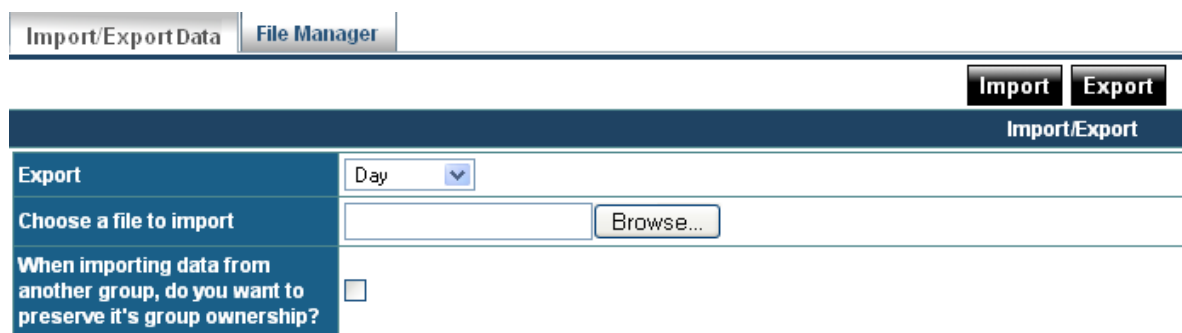 Import/Export Data File Manager
Import Export
Import/Export
Export Day
Choose a file to import Browse...
When importing data from
another group, do you want to
preserve it's group ownership?